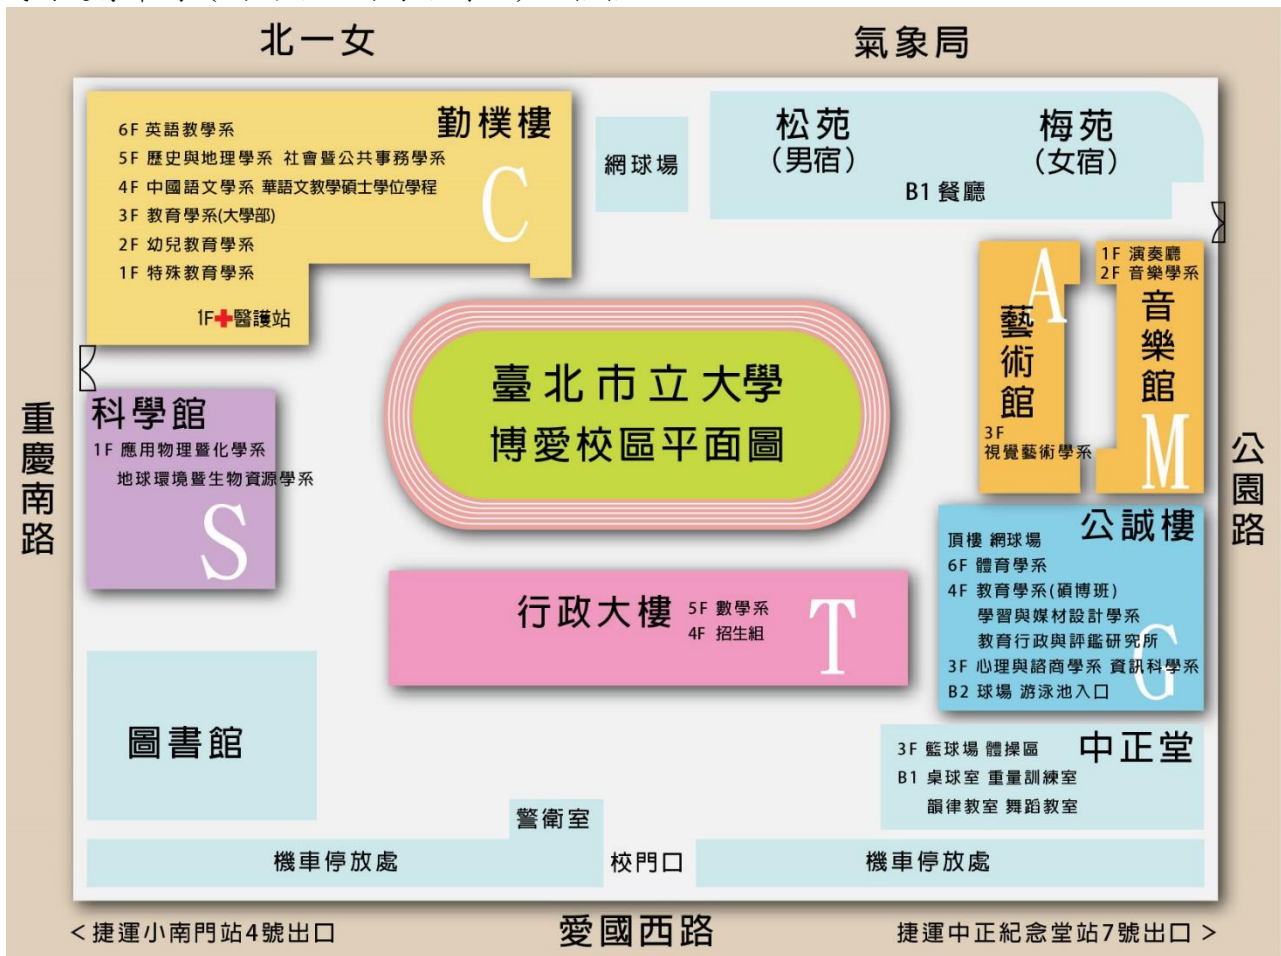 北一女
氣象局
勤樸樓
6F 英語教學系
5F 歷史與地理學系 社會暨公共事務學系
4F 中國語文學系 華語文教學碩士學位學程
3F 教育學系(大學部)
2F 幼兒教育學系
1F 特殊教育學系
1F 醫護站
C
網球場
松苑
(男宿)
梅苑
(女宿)
B1 餐廳
A
藝術館
3F
視覺藝術學系
1F 演奏廳
2F 音樂學系
音樂館
M
重慶南路
科學館
1F 應用物理暨化學系
地球環境暨生物資源學系
S
臺北市立大學
博愛校區平面圖
公園路
公誠樓
頂樓 網球場
6F 體育學系
4F 教育學系(碩博班)
學習與媒材設計學系
教育行政與評鑑研究所
3F 心理與諮商學系 資訊科學系
B2 球場 游泳池入口
G
行政大樓
5F 數學系
4F 招生組
T
圖書館
中正堂
3F 籃球場 體操區
B1 桌球室 重量訓練室
韻律教室 舞蹈教室
警衛室
機車停放處
校門口
機車停放處
<捷運小南門站4號出口
愛國西路
捷運中正紀念堂站7號出口 >